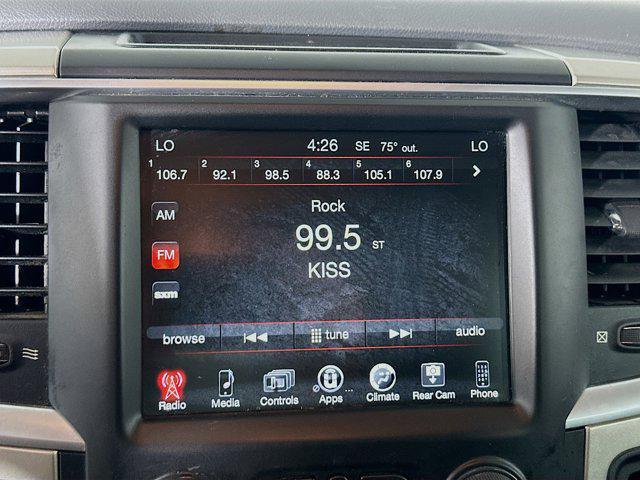 LO 4:26 SE 75° out. LO
1 106.7 2 92.1 3 98.5 4 88.3 5 105.1 6 107.9
Rock
AM
99.5 ST
FM
KISS
sxm
browse tune audio
Radio Media Controls Apps Climate Rear Cam Phone